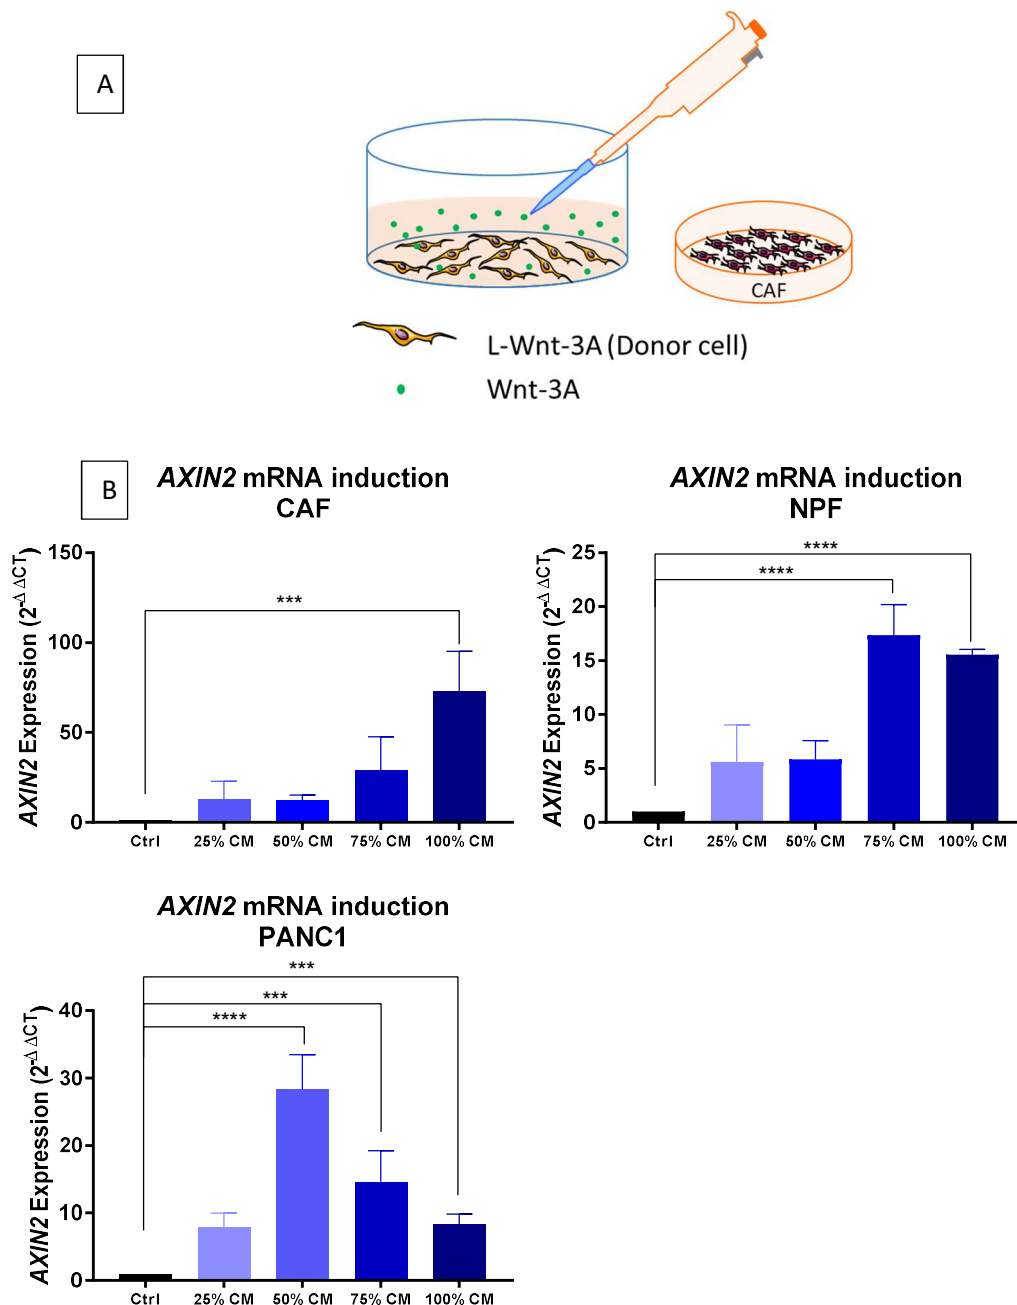 A
CAF
L-Wnt-3A (Donor cell)
Wnt-3A
B
AXIN2 mRNA induction
CAF
AXIN2 Expression (2-Δ ΔCT)
150
100
50
0
***
Ctrl 25% CM 50% CM 75% CM 100% CM
AXIN2 mRNA induction
NPF
AXIN2 Expression (2-Δ ΔCT)
25
20
15
10
5
0
****
****
Ctrl 25% CM 50% CM 75% CM 100% CM
AXIN2 mRNA induction
PANC1
AXIN2 Expression (2-Δ ΔCT)
40
30
20
10
0
***
***
****
Ctrl 25% CM 50% CM 75% CM 100% CM